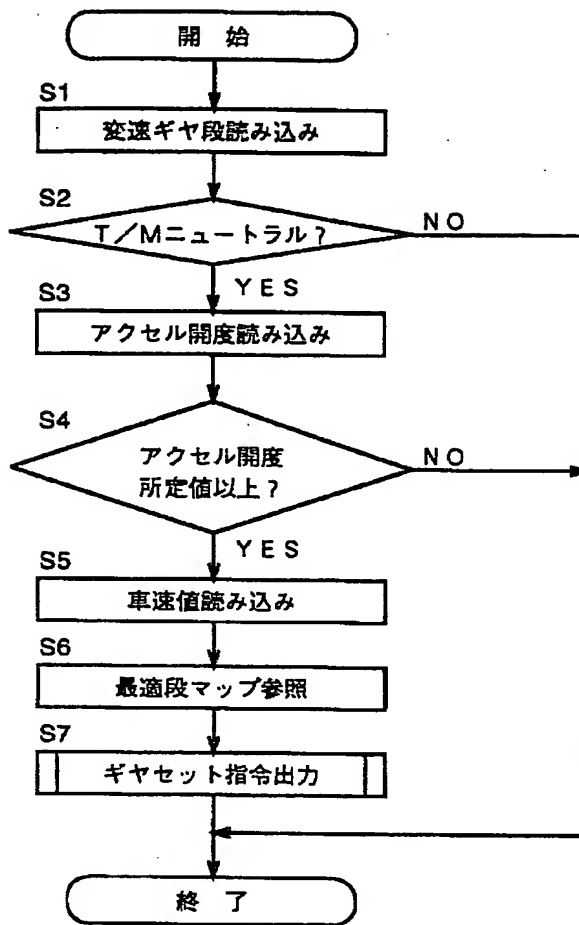 開 始
S1
変速ギヤ段読み込み
S2
T／Mニュートラル？
NO
YES
S3
アクセル開度読み込み
S4
アクセル開度
所定値以上？
NO
YES
S5
車速値読み込み
S6
最適段マップ参照
S7
ギヤセット指令出力
終 了